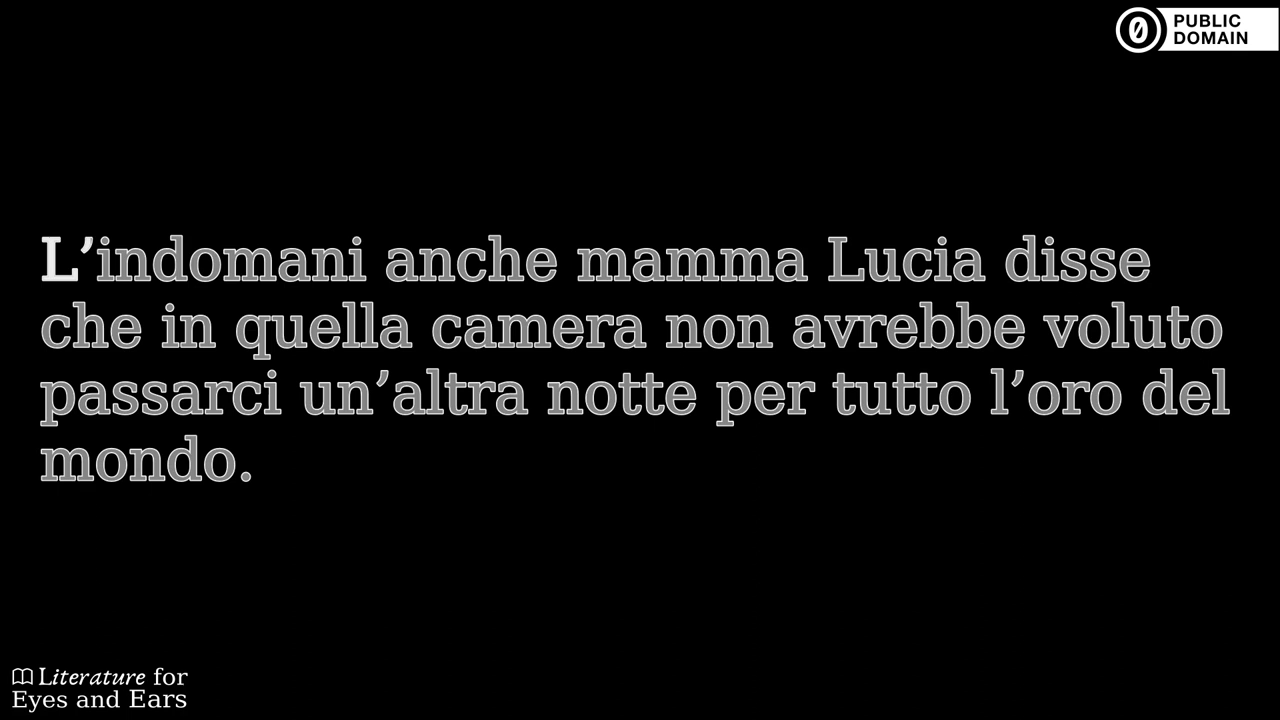 PUBLIC
DOMAIN
L’indomani anche mamma Lucia disse
che in quella camera non avrebbe voluto
passarci un’altra notte per tutto l’oro del
mondo.
Literature for
Eyes and Ears